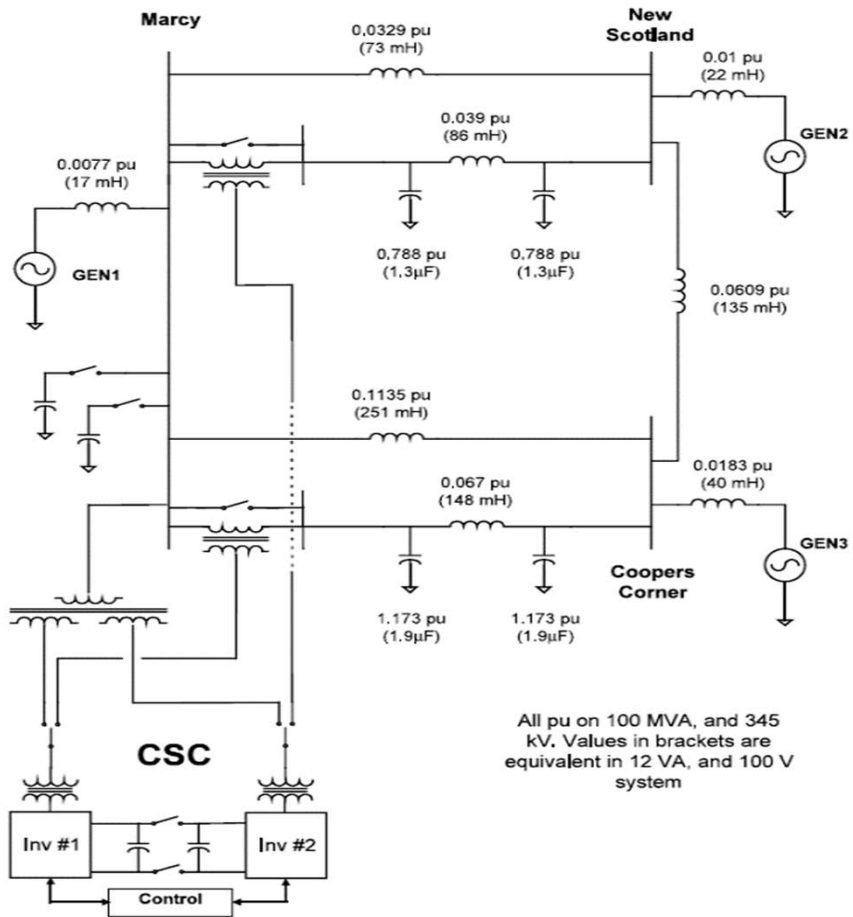 Marcy
New
Scotland
0,0329 pu
(73 mH)
0.01 pu
(22 mH)
0.039 pu
(86 mH)
GEN2
0.0077 pu
(17 mH)
GEN1
0,788 pu
(1,3µF)
0,788 pu
(1,3µF)
0.0609 pu
(135 mH)
0.1135 pu
(251 mH)
0.067 pu
(148 mH)
0.0183 pu
(40 mH)
GEN3
Coopers
Corner
1.173 pu
(1.9µF)
1.173 pu
(1.9µF)
CSC
All pu on 100 MVA, and 345
kV. Values in brackets are
equivalent in 12 VA, and 100 V
system
Inv #1
Inv #2
Control